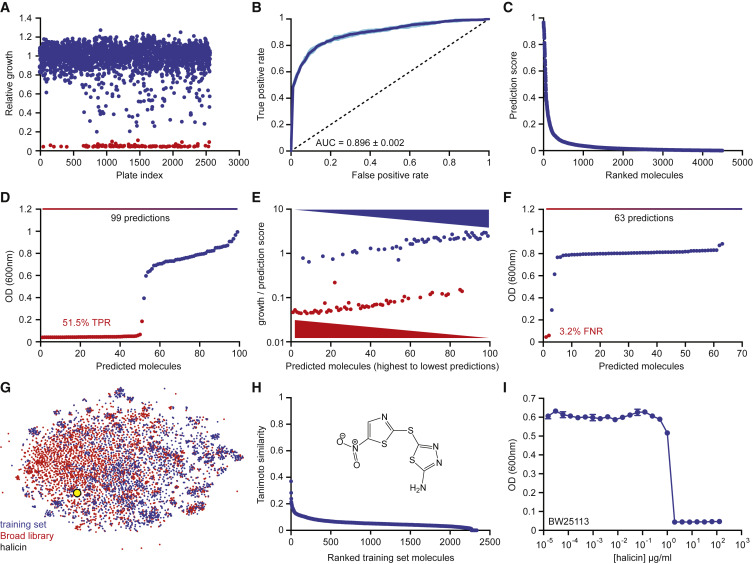 A
Relative growth
1.4
1.2
1
0.8
0.6
0.4
0.2
0
0 500 1000 1500 2000 2500 3000
Plate index
B
True positive rate
1
0.8
0.6
0.4
0.2
0
AUC = 0.896 ± 0.002
0 0.2 0.4 0.6 0.8 1
False positive rate
C
Prediction score
1
0.8
0.6
0.4
0.2
0
0 1000 2000 3000 4000 5000
Ranked molecules
D
OD (600nm)
1.2
1.0
0.8
0.6
0.4
0.2
0
99 predictions
51.5% TPR
0 20 40 60 80 100
Predicted molecules
E
growth / prediction score
10
1
0.1
0.01
0 20 40 60 80 100
Predicted molecules (highest to lowest predictions)
F
OD (600nm)
1.2
1.0
0.8
0.6
0.4
0.2
0
63 predictions
3.2% FNR
0 10 20 30 40 50 60 70
Predicted molecules
G
training set
Broad library
halicin
H
Tanimoto similarity
1
0.8
0.6
0.4
0.2
0
N
S
S
O⁻
N⁺
O
S
N
N
H₂N
0 500 1000 1500 2000 2500
Ranked training set molecules
I
OD (600nm)
0.7
0.6
0.5
0.4
0.3
0.2
0.1
0
BW25113
10⁻⁵ 10⁻⁴ 10⁻³ 10⁻² 10⁻¹ 10⁰ 10¹ 10² 10³
[halicin] µg/ml